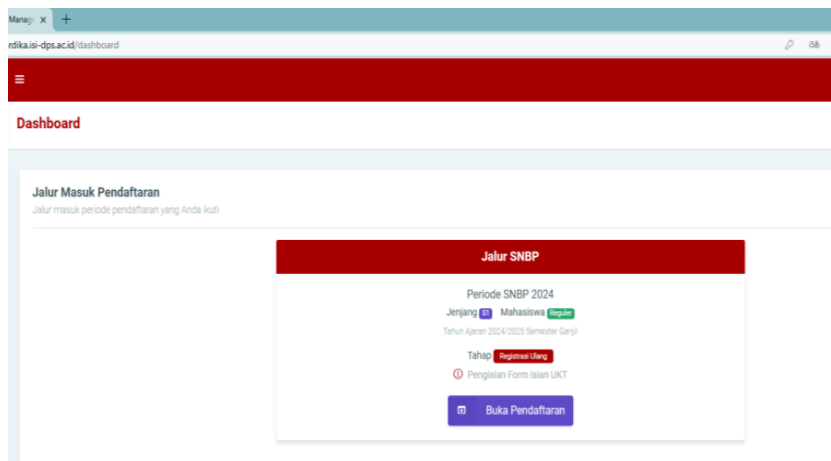 Manag
rdika.isi-dps.ac.id/dashboard
Dashboard
Jalur Masuk Pendaftaran
Jalur masuk periode pendaftaran yang Anda ikuti
Jalur SNBP
Periode SNBP 2024
Jenjang S1 Mahasiswa Reguler
Tahun Ajaran 2024/2025 Semester Ganjil
Tahap Registrasi Ulang
Pengisian Form isian UKT
Buka Pendaftaran